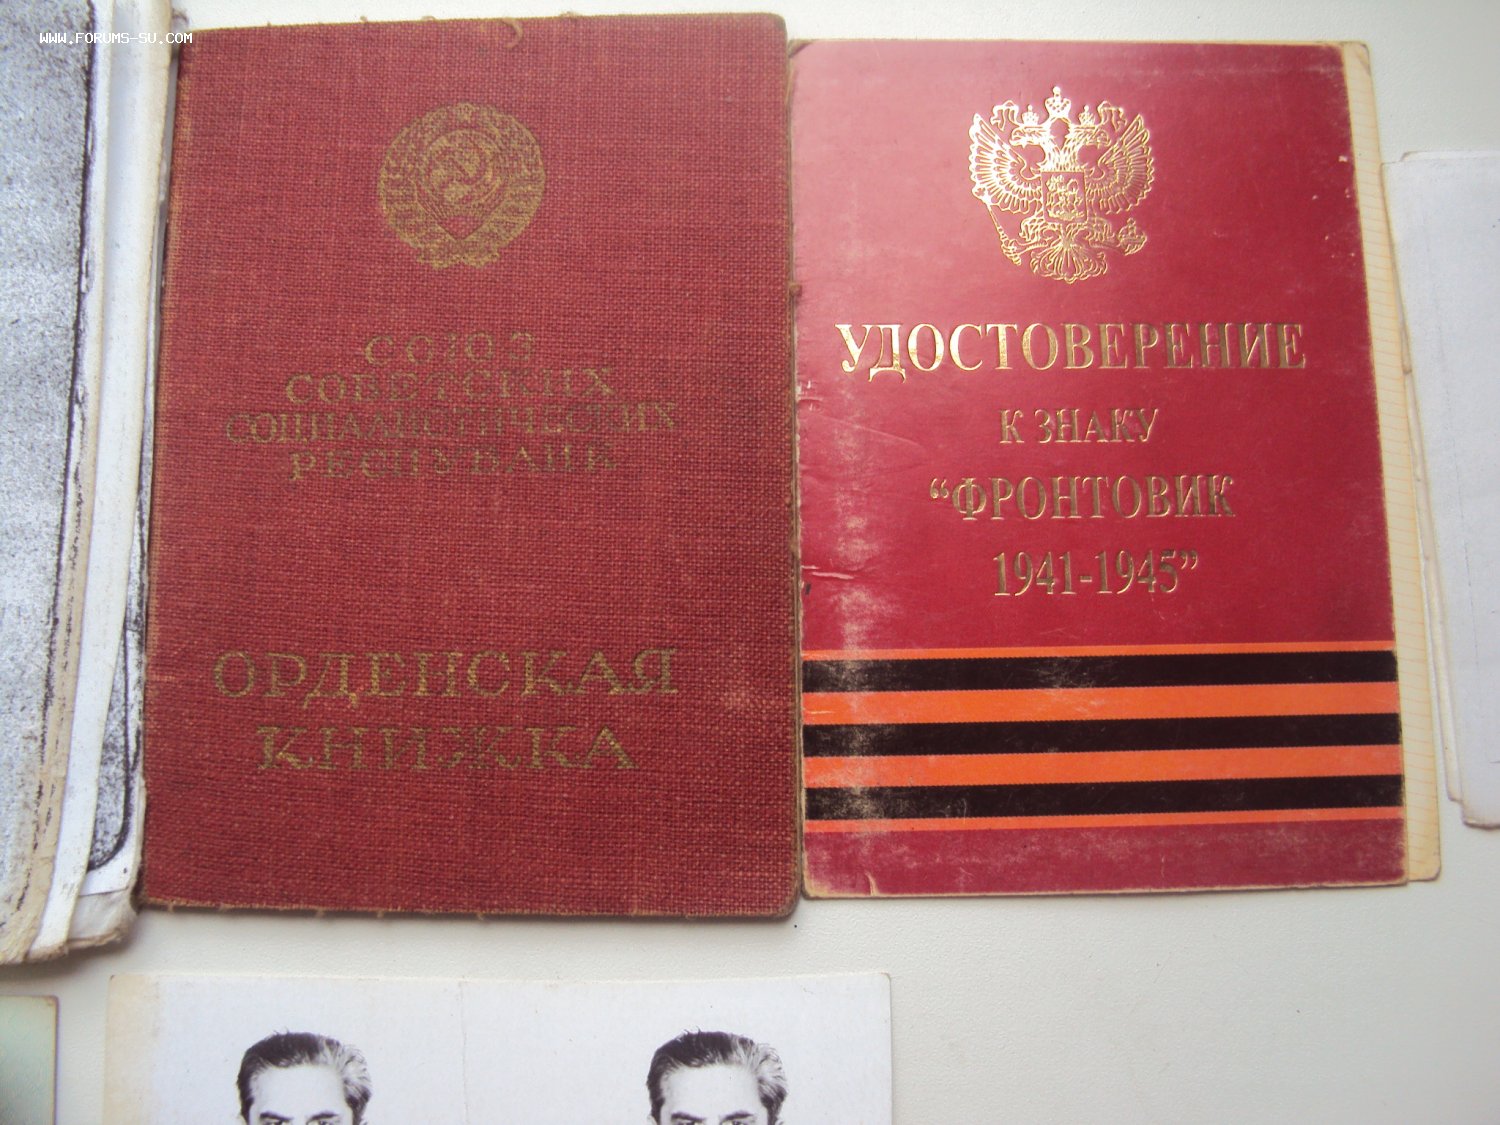 WWW.FORUMS-SU.COM
СОЮЗ
СОВЕТСКИХ
СОЦИАЛИСТИЧЕСКИХ
РЕСПУБЛИК
ОРДЕНСКАЯ
КНИЖКА
УДОСТОВЕРЕНИЕ
К ЗНАКУ
“ФРОНТОВИК
1941-1945”